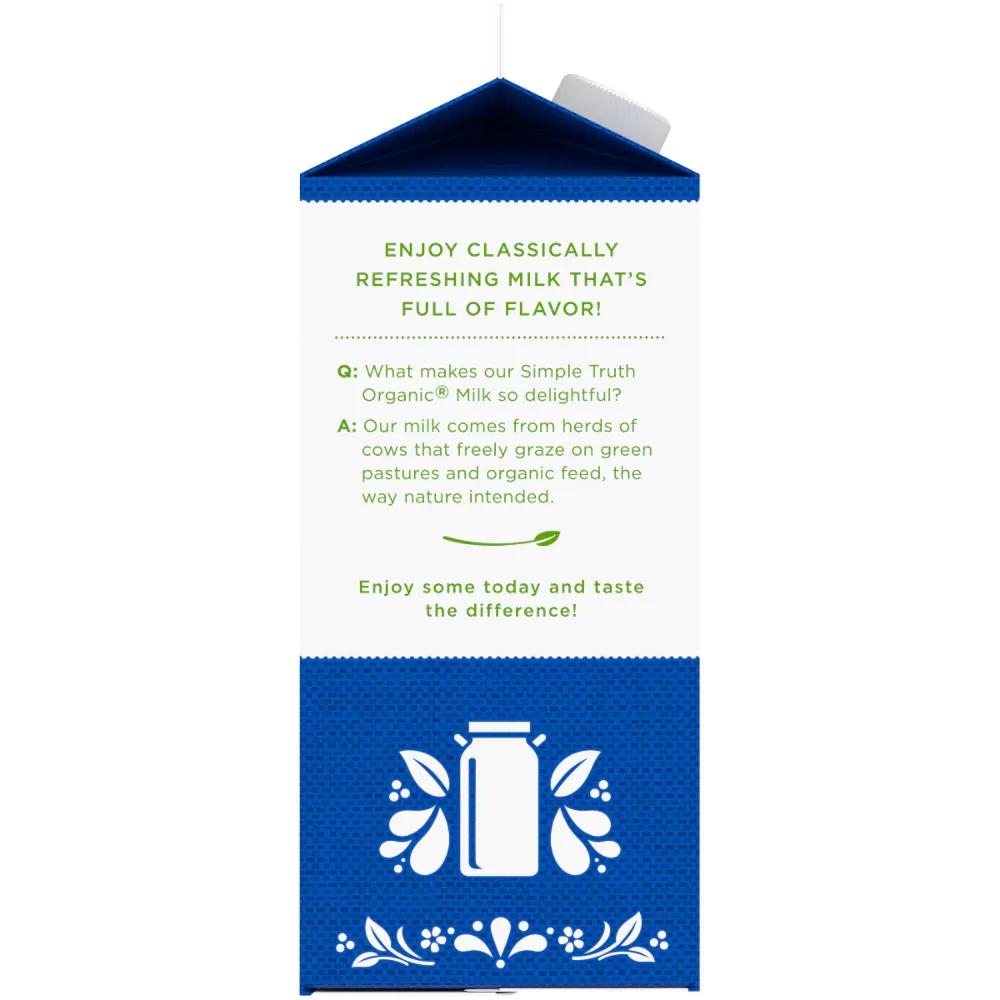 ENJOY CLASSICALLY
REFRESHING MILK THAT'S
FULL OF FLAVOR!
Q: What makes our Simple Truth
Organic® Milk so delightful?
A: Our milk comes from herds of
cows that freely graze on green
pastures and organic feed, the
way nature intended.
Enjoy some today and taste
the difference!